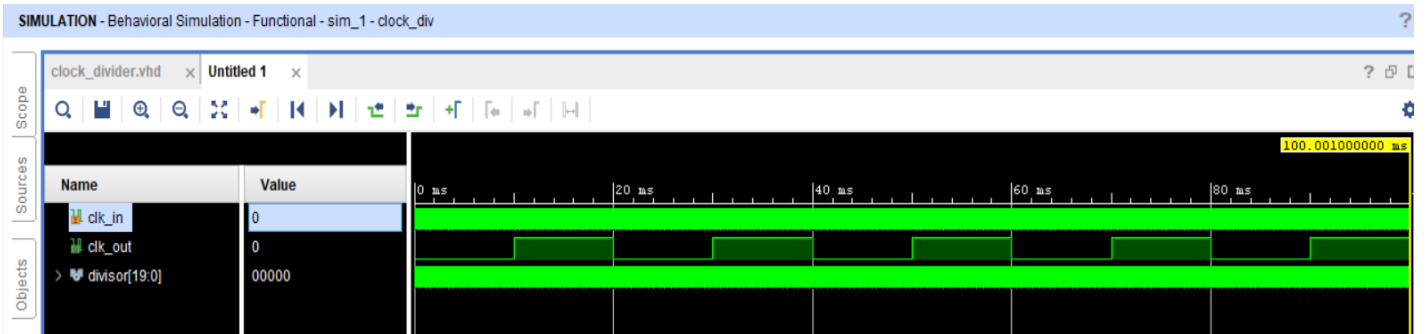 SIMULATION - Behavioral Simulation - Functional - sim_1 - clock_div ?
Scope
Sources
Objects
clock_divider.vhd × Untitled 1 × ?
100.001000000 ms
Name Value 0 ms 20 ms 40 ms 60 ms 80 ms
clk_in 0
clk_out 0
> divisor[19:0] 00000